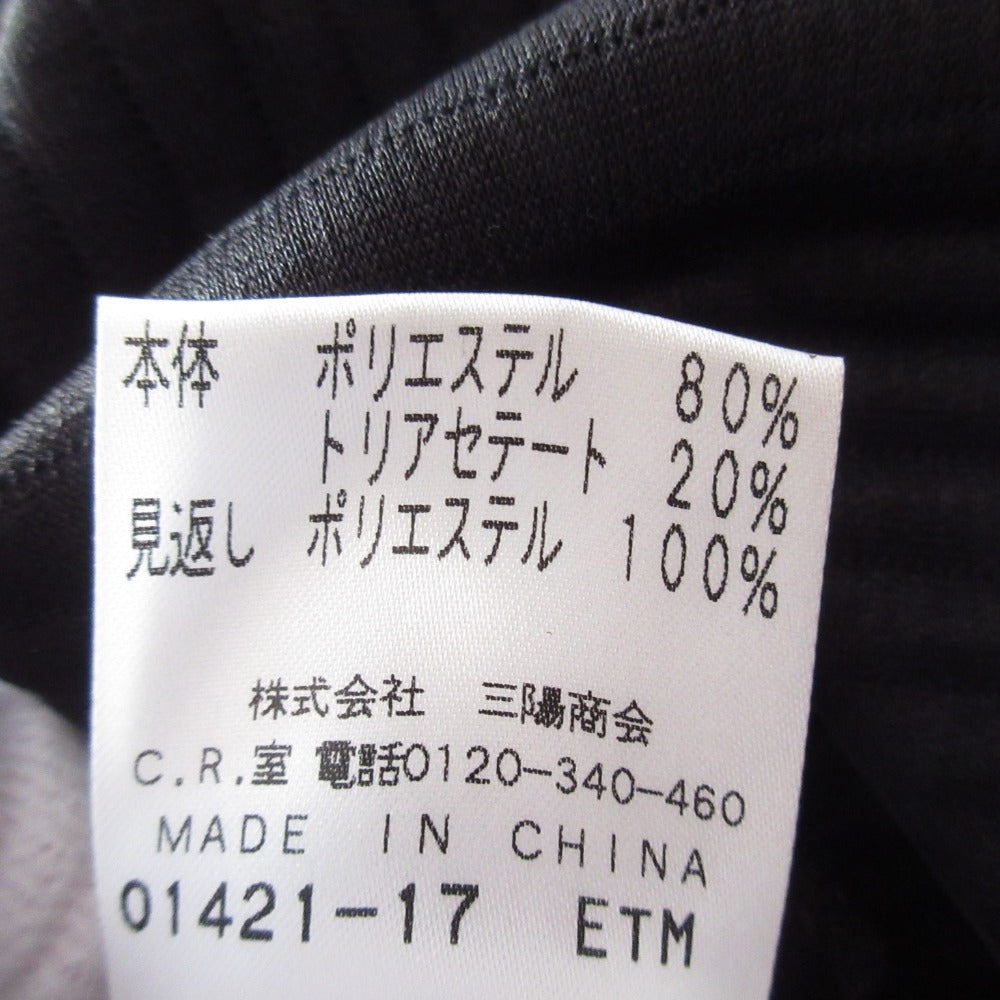 本体 ポリエステル 80%
トリアセテート 20%
見返し ポリエステル 100%
株式会社 三陽商会
C.R.室 電話0120-340-460
MADE IN CHINA
01421-17 ETM